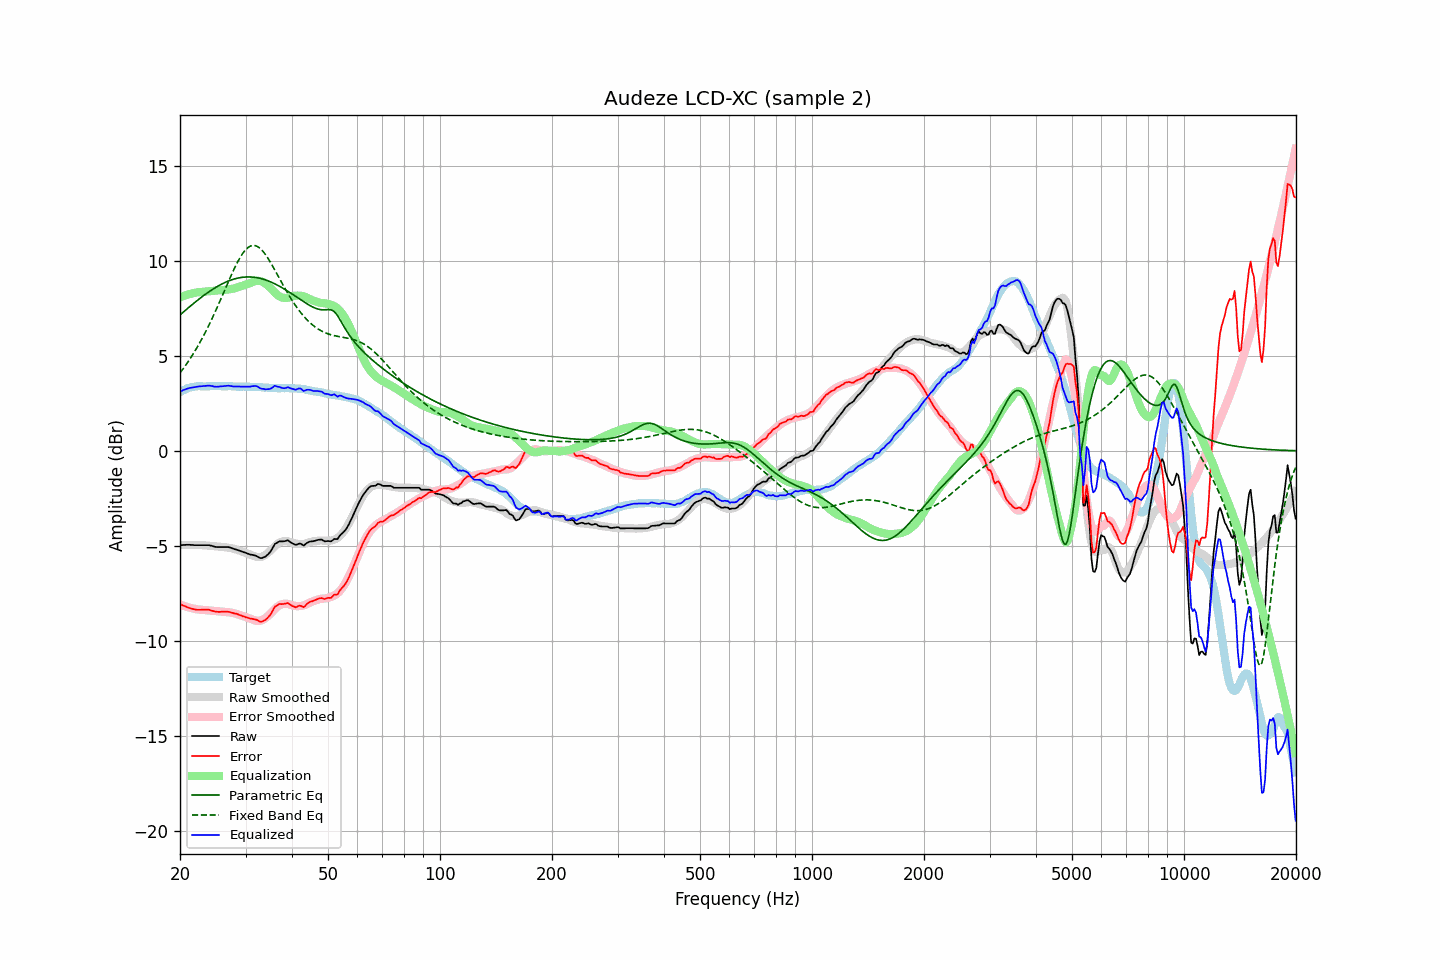 Audeze LCD-XC (sample 2)
15
10
5
0
−5
−10
−15
−20
Amplitude (dBr)
Target
Raw Smoothed
Error Smoothed
Raw
Error
Equalization
Parametric Eq
Fixed Band Eq
Equalized
20 50 100 200 500 1000 2000 5000 10000 20000
Frequency (Hz)